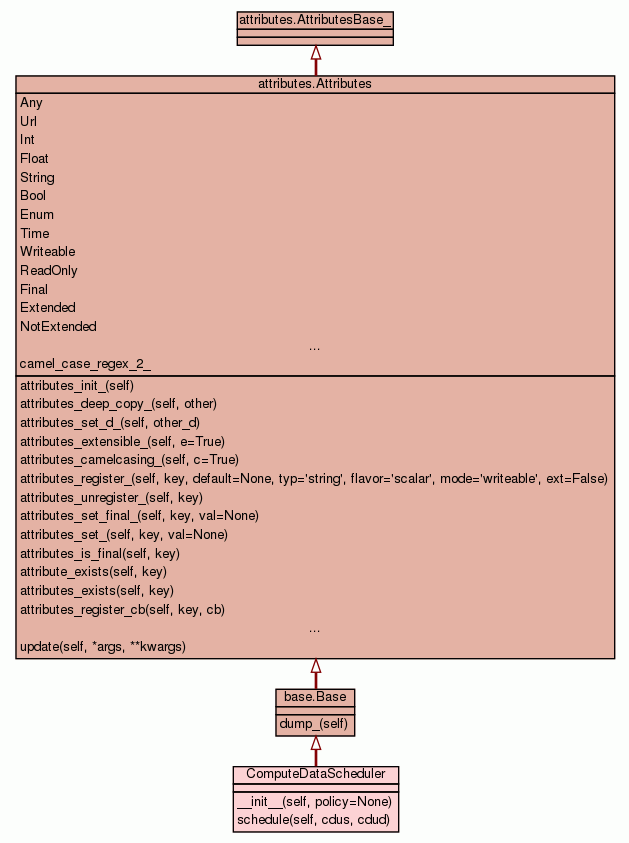 attributes.AttributesBase_
attributes.Attributes
Any
Url
Int
Float
String
Bool
Enum
Time
Writeable
ReadOnly
Final
Extended
NotExtended
...
camel_case_regex_2_
attributes_init_(self)
attributes_deep_copy_(self, other)
attributes_set_d_(self, other_d)
attributes_extensible_(self, e=True)
attributes_camelcasing_(self, c=True)
attributes_register_(self, key, default=None, typ='string', flavor='scalar', mode='writeable', ext=False)
attributes_unregister_(self, key)
attributes_set_final_(self, key, val=None)
attributes_set_(self, key, val=None)
attributes_is_final(self, key)
attribute_exists(self, key)
attributes_exists(self, key)
attributes_register_cb(self, key, cb)
...
update(self, *args, **kwargs)
base.Base
dump_(self)
ComputeDataScheduler
__init__(self, policy=None)
schedule(self, cdus, cdud)